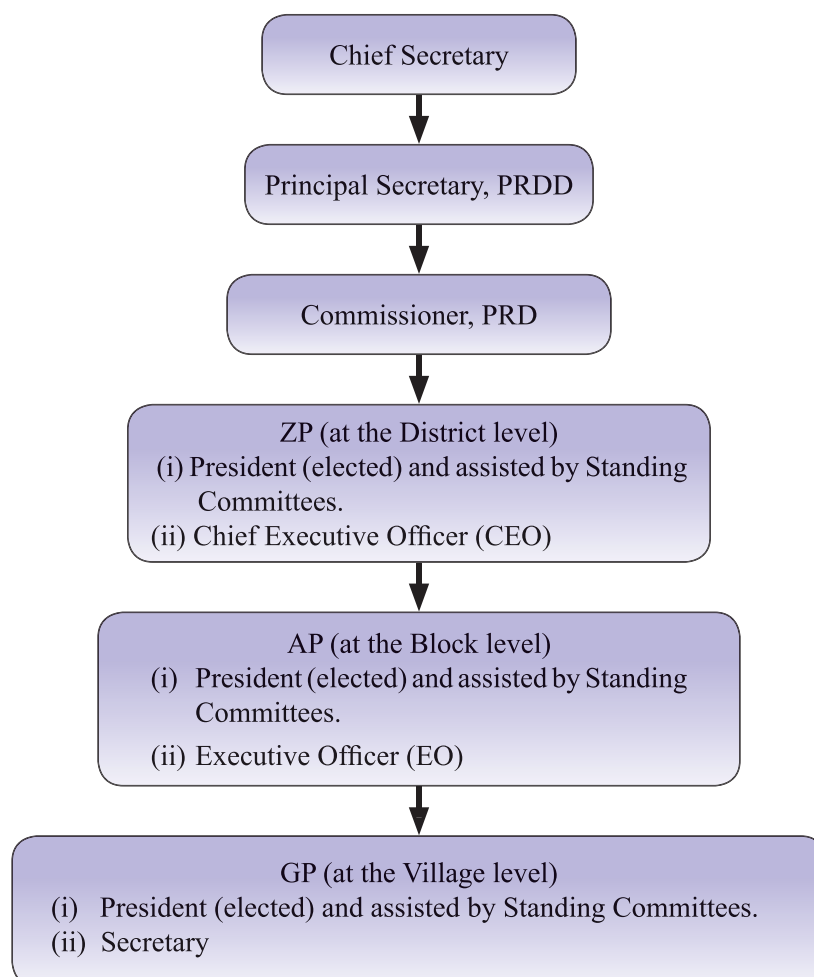 Chief Secretary
Principal Secretary, PRDD
Commissioner, PRD
ZP (at the District level)
(i) President (elected) and assisted by Standing
Committees.
(ii) Chief Executive Officer (CEO)
AP (at the Block level)
(i) President (elected) and assisted by Standing
Committees.
(ii) Executive Officer (EO)
GP (at the Village level)
(i) President (elected) and assisted by Standing Committees.
(ii) Secretary